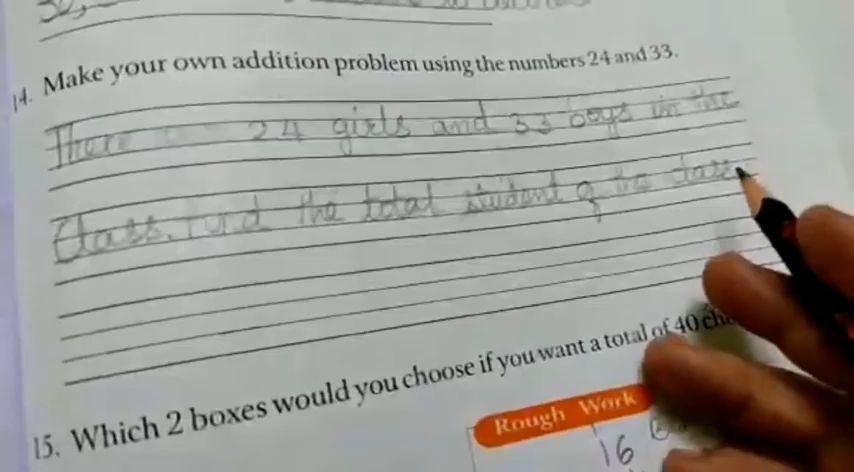 14. Make your own addition problem using the numbers 24 and 33.
There 24 girls and 33 boys in the
Class. Find the total student of the class.
15. Which 2 boxes would you choose if you want a total of 40
Rough Work
16